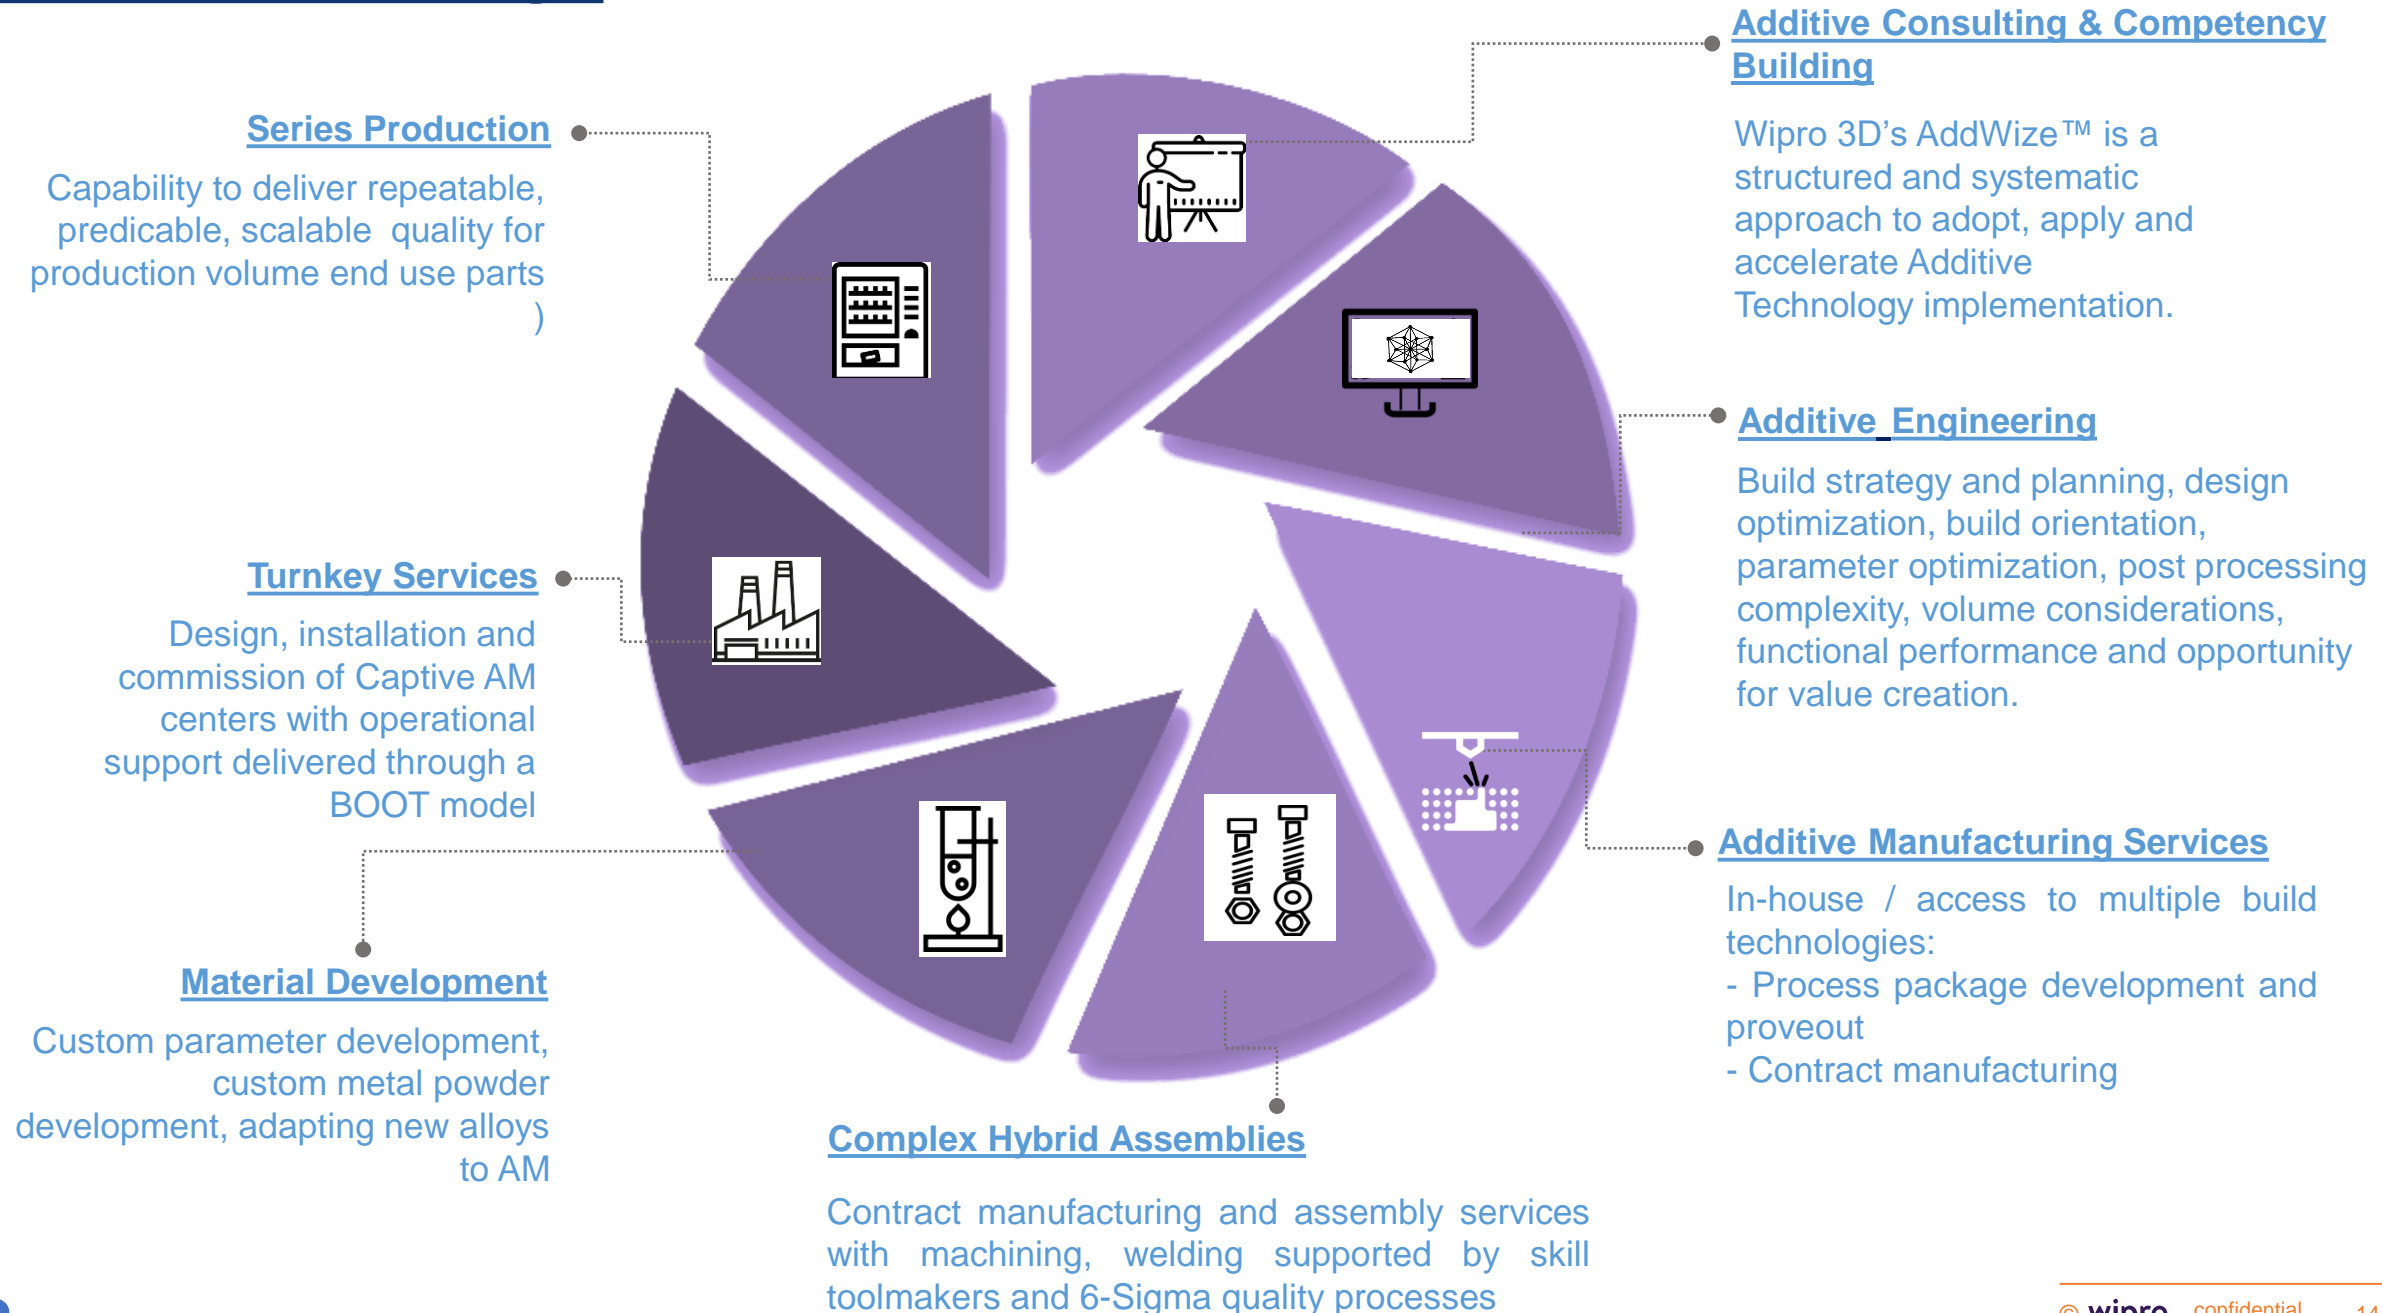 Additive Consulting & Competency
Building
Wipro 3D's AddWize™ is a
structured and systematic
approach to adopt, apply and
accelerate Additive
Technology implementation.
Additive Engineering
Build strategy and planning, design
optimization, build orientation,
parameter optimization, post processing
complexity, volume considerations,
functional performance and opportunity
for value creation.
Additive Manufacturing Services
In-house / access to multiple build
technologies:
- Process package development and
proveout
- Contract manufacturing
Complex Hybrid Assemblies
Contract manufacturing and assembly services
with machining, welding supported by skill
toolmakers and 6-Sigma quality processes
Material Development
Custom parameter development,
custom metal powder
development, adapting new alloys
to AM
Turnkey Services
Design, installation and
commission of Captive AM
centers with operational
support delivered through a
BOOT model
Series Production
Capability to deliver repeatable,
predicable, scalable  quality for
production volume end use parts
)
© wipro confidential 14